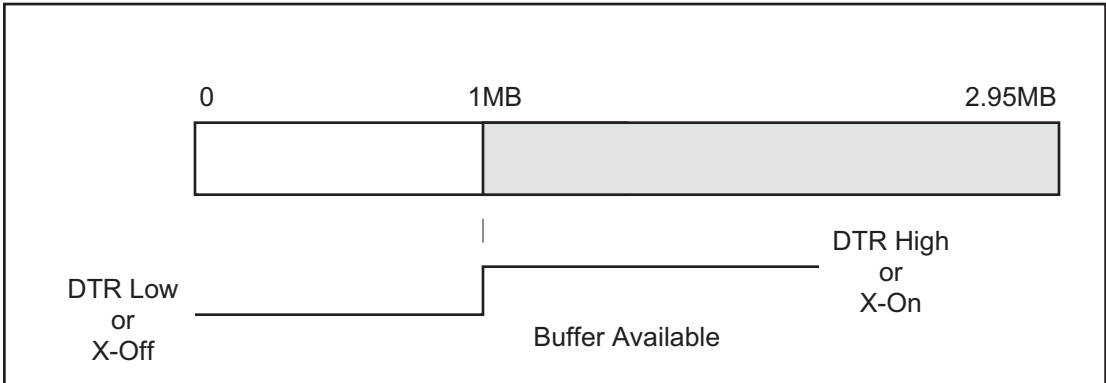 0
1MB
2.95MB
DTR High
or
X-On
DTR Low
or
X-Off
Buffer Available